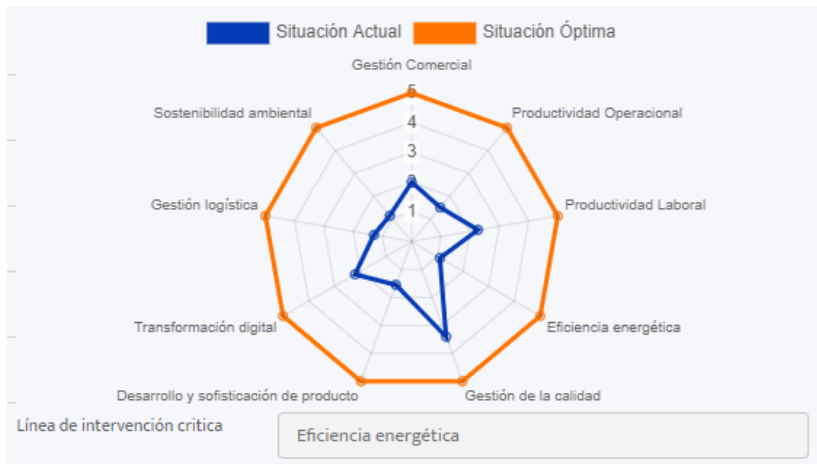 Situación Actual Situación Óptima
Gestión Comercial
5
Sostenibilidad ambiental Productividad Operacional
4
3
2
Gestión logística Productividad Laboral
1
Transformación digital Eficiencia energética
Desarrollo y sofisticación de producto Gestión de la calidad
Línea de intervención critica Eficiencia energética